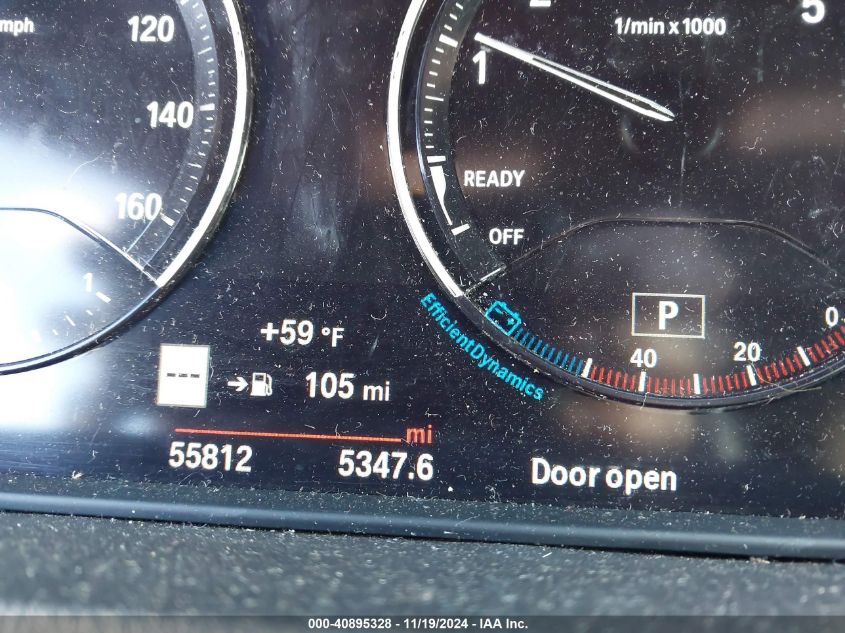 mph
120
140
160
1
1/min x 1000
5
1
READY
OFF
P
0
20
40
EfficientDynamics
+59 °F
---
105 mi
mi
55812
5347.6
Door open
000-40895328 - 11/19/2024 - IAA Inc.